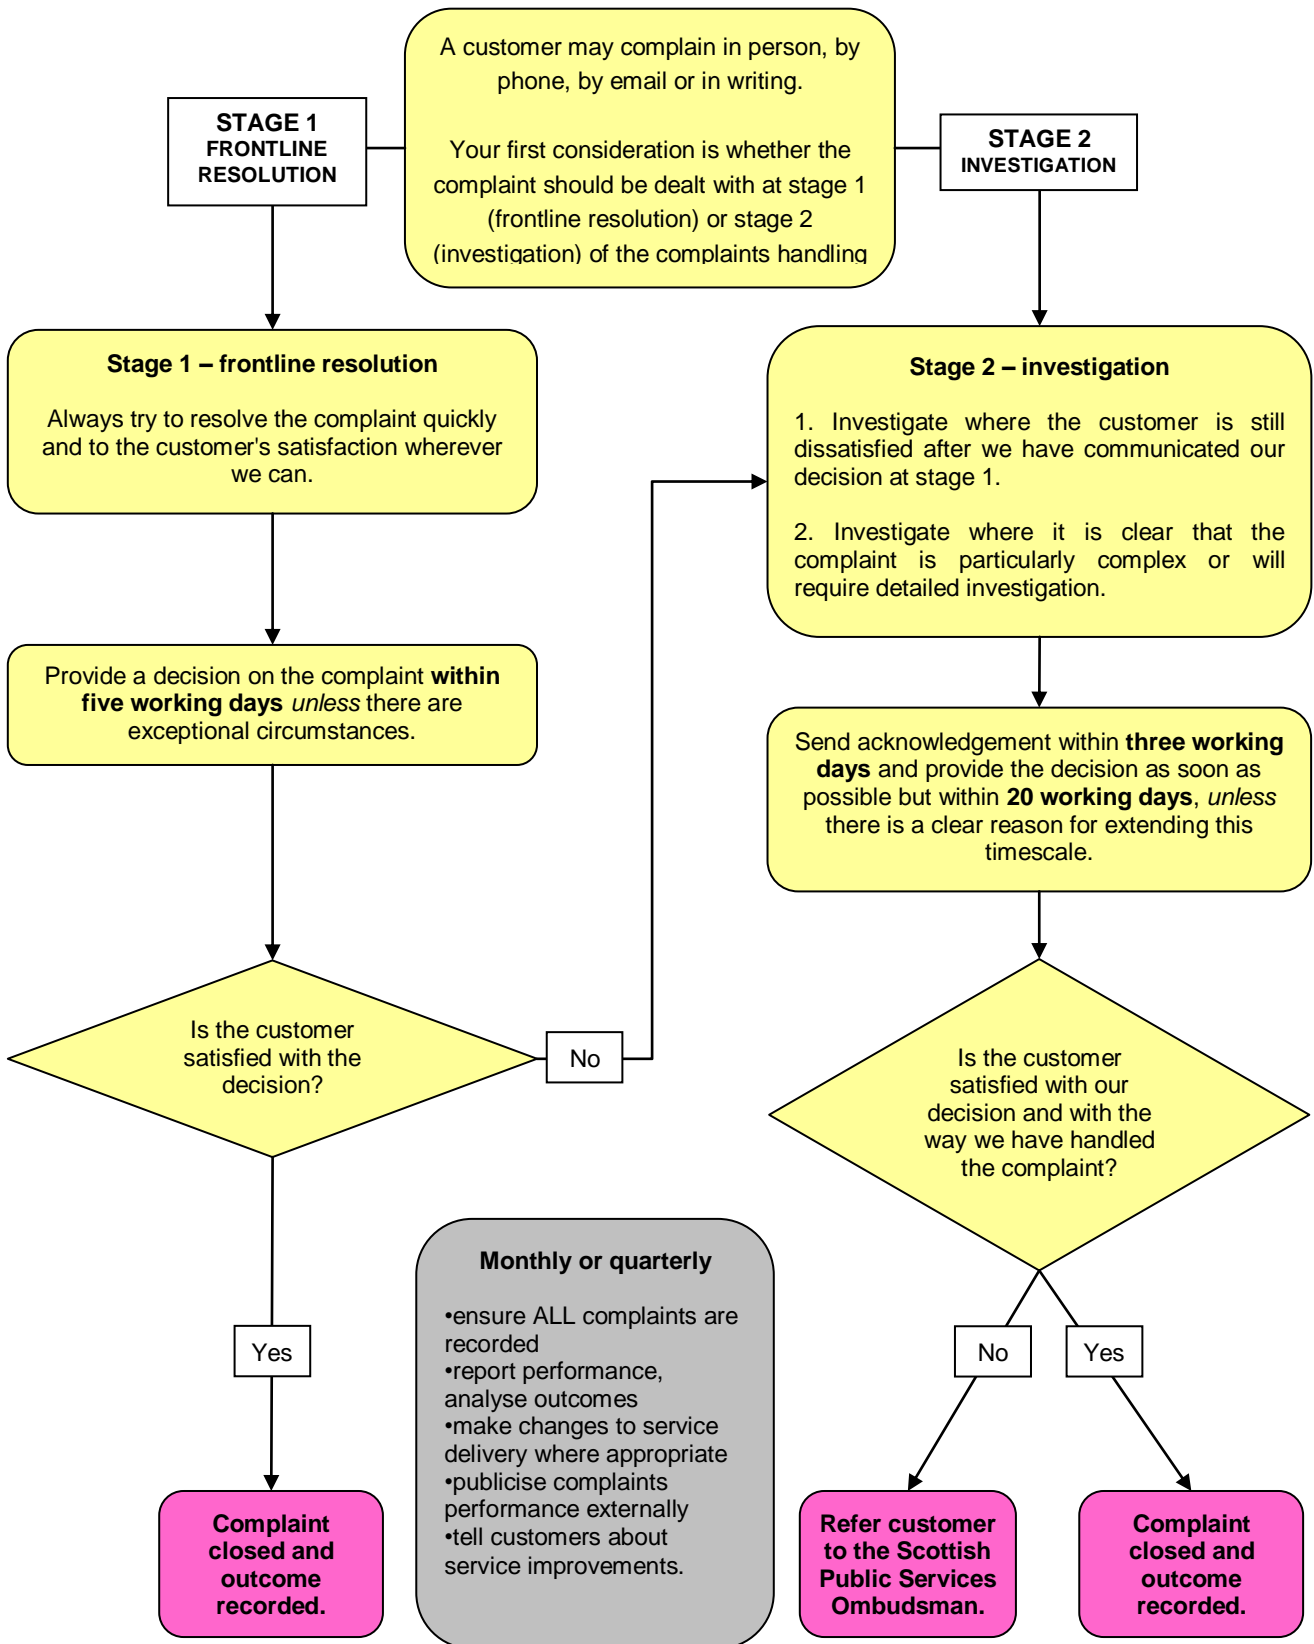 A customer may complain in person, by
phone, by email or in writing.
Your first consideration is whether the
complaint should be dealt with at stage 1
(frontline resolution) or stage 2
(investigation) of the complaints handling
STAGE 1
FRONTLINE
RESOLUTION
STAGE 2
INVESTIGATION
Stage 1 – frontline resolution
Always try to resolve the complaint quickly
and to the customer's satisfaction wherever
we can.
Provide a decision on the complaint within
five working days unless there are
exceptional circumstances.
Is the customer
satisfied with the
decision?
No
Yes
Complaint
closed and
outcome
recorded.
Stage 2 – investigation
1. Investigate where the customer is still
dissatisfied after we have communicated our
decision at stage 1.
2. Investigate where it is clear that the
complaint is particularly complex or will
require detailed investigation.
Send acknowledgement within three working
days and provide the decision as soon as
possible but within 20 working days, unless
there is a clear reason for extending this
timescale.
Is the customer
satisfied with our
decision and with the
way we have handled
the complaint?
No
Yes
Refer customer
to the Scottish
Public Services
Ombudsman.
Complaint
closed and
outcome
recorded.
Monthly or quarterly
•ensure ALL complaints are
recorded
•report performance,
analyse outcomes
•make changes to service
delivery where appropriate
•publicise complaints
performance externally
•tell customers about
service improvements.